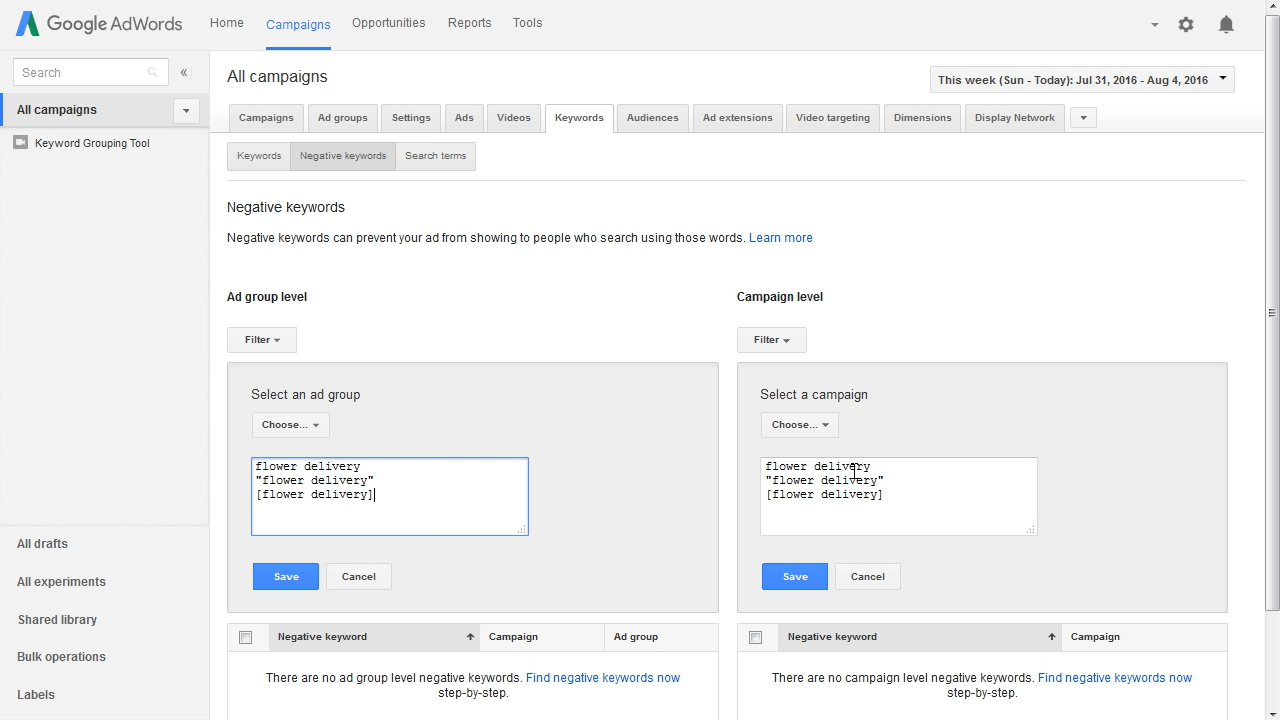 Google AdWords
Home
Campaigns
Opportunities
Reports
Tools
Search
«
All campaigns
Keyword Grouping Tool
All drafts
All experiments
Shared library
Bulk operations
Labels
All campaigns
This week (Sun - Today): Jul 31, 2016 - Aug 4, 2016
Campaigns
Ad groups
Settings
Ads
Videos
Keywords
Audiences
Ad extensions
Video targeting
Dimensions
Display Network
Keywords
Negative keywords
Search terms
Negative keywords
Negative keywords can prevent your ad from showing to people who search using those words. Learn more
Ad group level
Filter
Select an ad group
Choose...
flower delivery
"flower delivery"
[flower delivery]
Save
Cancel
Negative keyword
Campaign
Ad group
There are no ad group level negative keywords. Find negative keywords now
step-by-step.
Campaign level
Filter
Select a campaign
Choose...
flower delivery
"flower delivery"
[flower delivery]
Save
Cancel
Negative keyword
Campaign
There are no campaign level negative keywords. Find negative keywords now
step-by-step.